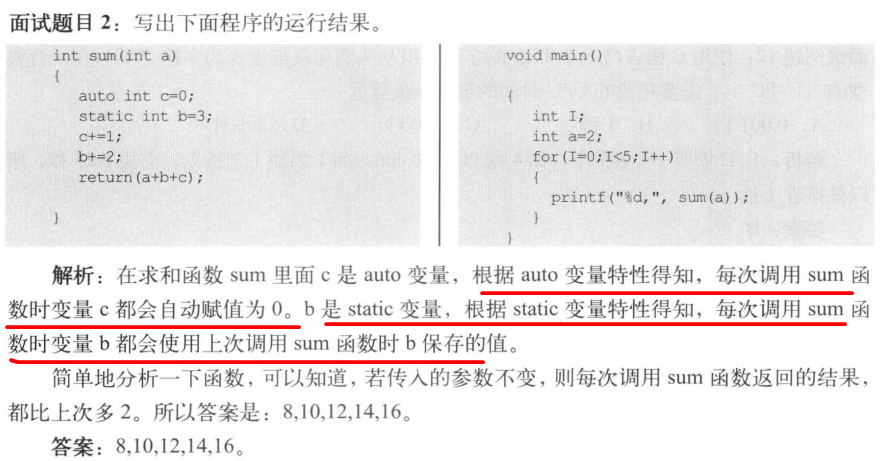 面试题目2：写出下面程序的运行结果。
int sum(int a)
{
auto int c=0;
static int b=3;
c+=1;
b+=2;
return(a+b+c);
}
void main()
{
int I;
int a=2;
for(I=0;I<5;I++)
{
printf("%d,", sum(a));
}
}
解析：在求和函数 sum 里面 c 是 auto 变量，根据 auto 变量特性得知，每次调用 sum 函
数时变量 c 都会自动赋值为 0。b 是 static 变量，根据 static 变量特性得知，每次调用 sum 函
数时变量 b 都会使用上次调用 sum 函数时 b 保存的值。
简单地分析一下函数，可以知道，若传入的参数不变，则每次调用 sum 函数返回的结果，
都比上次多 2。所以答案是：8,10,12,14,16。
答案：8,10,12,14,16。